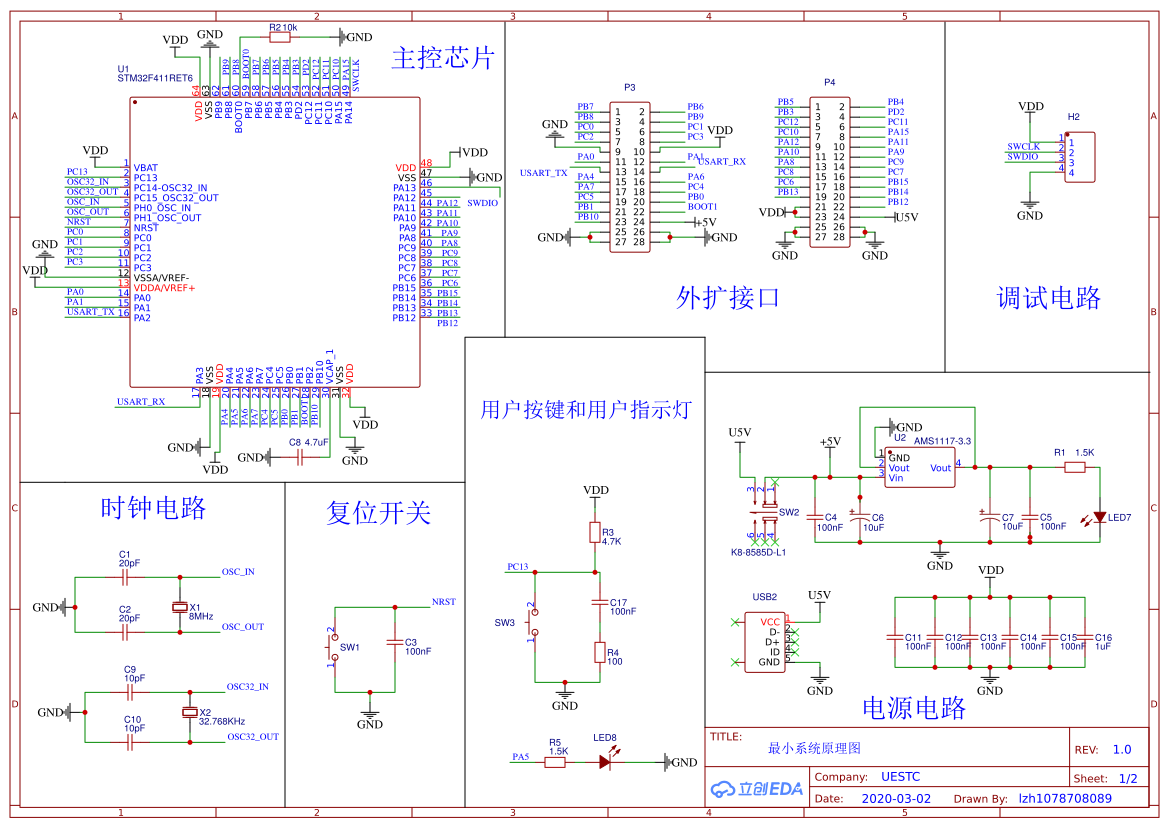 1 2 3 4 5
A
B
C
D
A
B
C
D
1 2 3 4 5
主控芯片
R2 10k
GND
VDD
GND
U1
STM32F411RET6
PB9
PB8
BOOT0
PB7
PB6
PB5
PB4
PB3
PD2
PC12
PC11
PC10
PA15
SWCLK
64 63 62 61 60 59 58 57 56 55 54 53 52 51 50 49
VDD
VSS
PB9
PB8
BOOT0
PB7
PB6
PB5
PB4
PB3
PD2
PC12
PC11
PC10
PA15
PA14
VDD
1 VBAT
PC13 2 PC13
OSC32_IN 3 PC14-OSC32_IN
OSC32_OUT 4 PC15_OSC32_OUT
OSC_IN 5 PH0_OSC_IN
OSC_OUT 6 PH1_OSC_OUT
NRST 7 NRST
PC0 8 PC0
PC1 9 PC1
PC2 10 PC2
PC3 11 PC3
GND
12 VSSA/VREF-
VDD
13 VDDA/VREF+
PA0 14 PA0
PA1 15 PA1
USART_TX 16 PA2
VDD 48 VDD
VSS 47 GND
PA13 46
SWDIO
PA12 45 PA12
PA11 44 PA11
PA10 43 PA10
PA9 42 PA9
PA8 41 PA8
PC9 40 PC9
PC8 39 PC8
PC7 38 PC7
PC6 37 PC6
PB15 36 PB15
PB14 35 PB14
PB13 34 PB13
PB12 33 PB12
PA3
VSS
VDD
PA4
PA5
PA6
PA7
PC4
PC5
PB0
PB1
PB2
PB10
VCAP_1
VSS
VDD
17 18 19 20 21 22 23 24 25 26 27 28 29 30 31 32
USART_RX
PA4
PA5
PA6
PA7
PC4
PC5
PB0
PB1
BOOT1
PB10
GND
VDD
GND
C8 4.7uF
VDD
GND
P3
PB7 1 2 PB6
PB8 3 4 PB9
PC0 5 6 PC1
PC2 7 8 PC3
GND 9 10 VDD
PA0 11 12 PA1
USART_TX 13 14 USART_RX
PA4 15 16 PA6
PA7 17 18 PC4
PC5 19 20 PB0
PB1 21 22 BOOT1
PB10 23 24 +5V
GND 25 26 GND
27 28
P4
PB5 1 2 PB4
PB3 3 4 PD2
PC12 5 6 PC11
PC10 7 8 PA15
PA12 9 10 PA11
PA10 11 12 PA9
PA8 13 14 PC9
PC8 15 16 PC7
PC6 17 18 PB15
PB13 19 20 PB14
VDD 21 22 PB12
23 24 U5V
25 26
27 28
GND
GND
外扩接口
VDD
H2
1 1
SWCLK 2 2
SWDIO 3 3
4 4
GND
调试电路
时钟电路
C1
20pF
OSC_IN
GND
X1
8MHz
C2
20pF
OSC_OUT
C9
10pF
OSC32_IN
GND
X2
32.768KHz
C10
10pF
OSC32_OUT
复位开关
NRST
2
SW1
1
C3
100nF
GND
用户按键和用户指示灯
VDD
R3
4.7K
PC13
2
SW3
1
C17
100nF
R4
100
GND
PA5
R5
1.5K
LED8
GND
U5V
+5V
GND
U2
AMS1117-3.3
1 GND
2 Vout
3 Vin
Vout 4
R1 1.5K
3 2 1
SW2
6 5 4
K8-8585D-L1
C4
100nF
C6
10uF
C7
10uF
C5
100nF
LED7
GND
USB2
U5V
VCC 1
D- 2
D+ 3
ID 4
GND 5
GND
VDD
C11
100nF
C12
100nF
C13
100nF
C14
100nF
C15
100nF
C16
1uF
GND
电源电路
TITLE:
最小系统原理图
REV: 1.0
立创EDA
Company: UESTC
Sheet: 1/2
Date: 2020-03-02 Drawn By: lzh1078708089